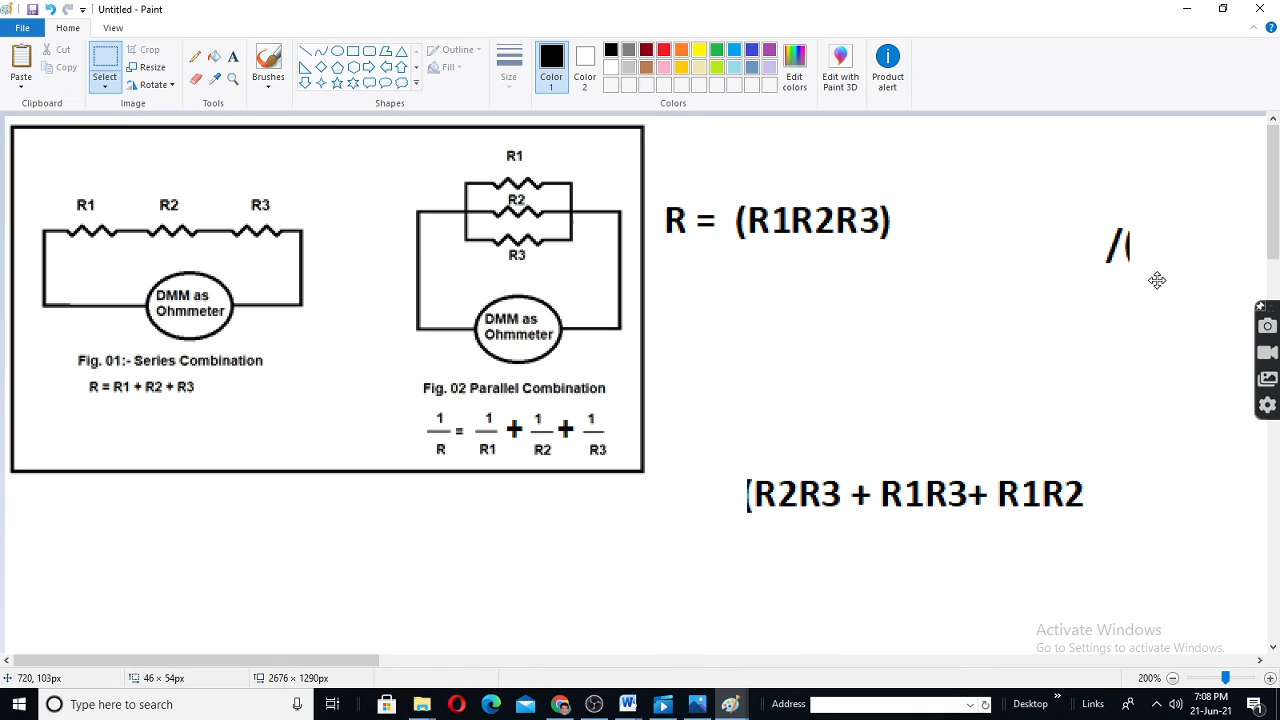 Untitled - Paint
File Home View
Paste
Cut
Copy
Clipboard
Select
Crop
Resize
Rotate
Image
A
Tools
Brushes
Shapes
Outline
Fill
Size
Color 1
Color 2
Colors
Edit colors
Edit with Paint 3D
Product alert
R1 R2 R3
DMM as
Ohmmeter
Fig. 01:- Series Combination
R = R1 + R2 + R3
R1
R2
R3
DMM as
Ohmmeter
Fig. 02 Parallel Combination
1 1 1 1
— = — + — + —
R R1 R2 R3
R = (R1R2R3)
/(
(R2R3 + R1R3+ R1R2
Activate Windows
Go to Settings to activate Windows.
720, 103px 46 × 54px 2676 × 1290px 200%
Type here to search
Address
Desktop
Links
7:08 PM
21-Jun-21
1